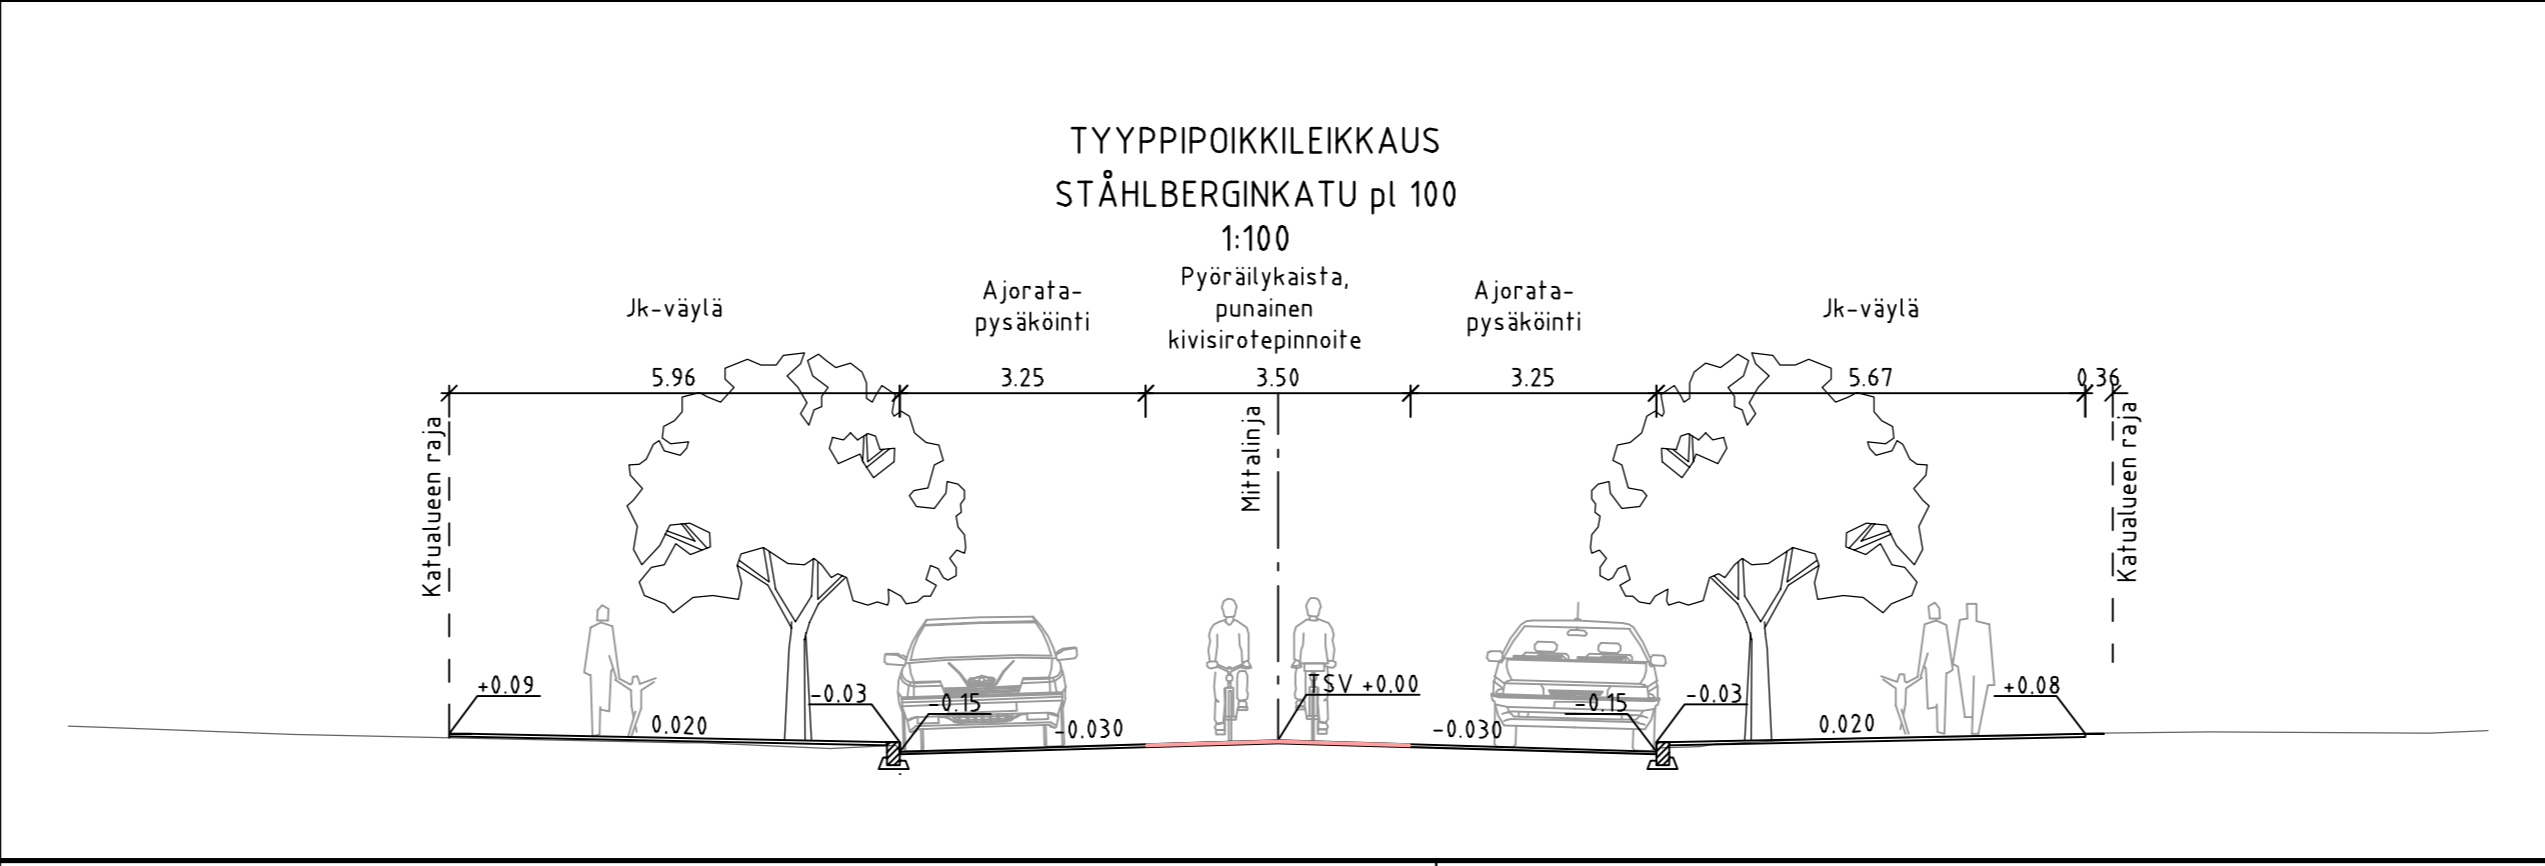 TYYPPIPOIKKILEIKKAUS
STÅHLBERGINKATU pl 100
1:100
Jk-väylä
Ajorata-
pysäköinti
Pyöräilykaista,
punainen
kivisirotepinnoite
Ajorata-
pysäköinti
Jk-väylä
5.96
3.25
3.50
3.25
5.67
0.36
Katualueen raja
Mittalinja
Katualueen raja
+0.09
0.020
-0.03
-0.15
-0.030
TSV +0.00
-0.030
-0.15
-0.03
0.020
+0.08